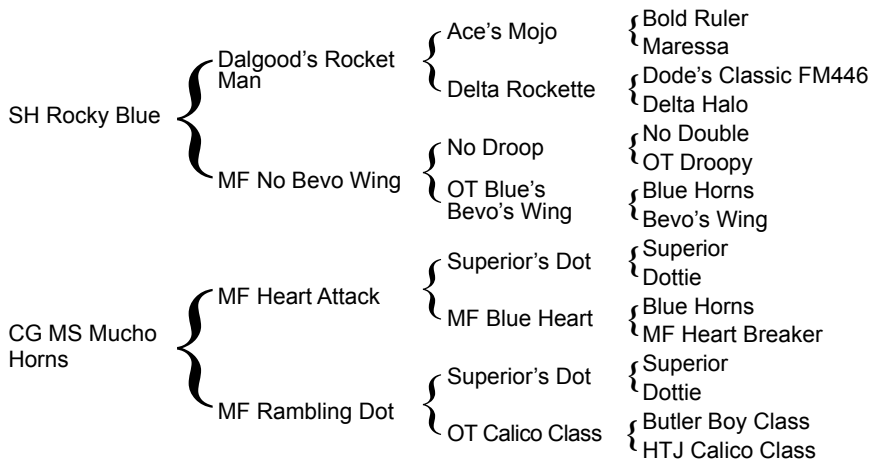 SH Rocky Blue
Dalgood’s Rocket
Man
MF No Bevo Wing
Ace’s Mojo
Delta Rockette
No Droop
OT Blue’s
Bevo’s Wing
Bold Ruler
Maressa
Dode’s Classic FM446
Delta Halo
No Double
OT Droopy
Blue Horns
Bevo’s Wing
CG MS Mucho
Horns
MF Heart Attack
MF Rambling Dot
Superior’s Dot
MF Blue Heart
Superior’s Dot
OT Calico Class
Superior
Dottie
Blue Horns
MF Heart Breaker
Superior
Dottie
Butler Boy Class
HTJ Calico Class